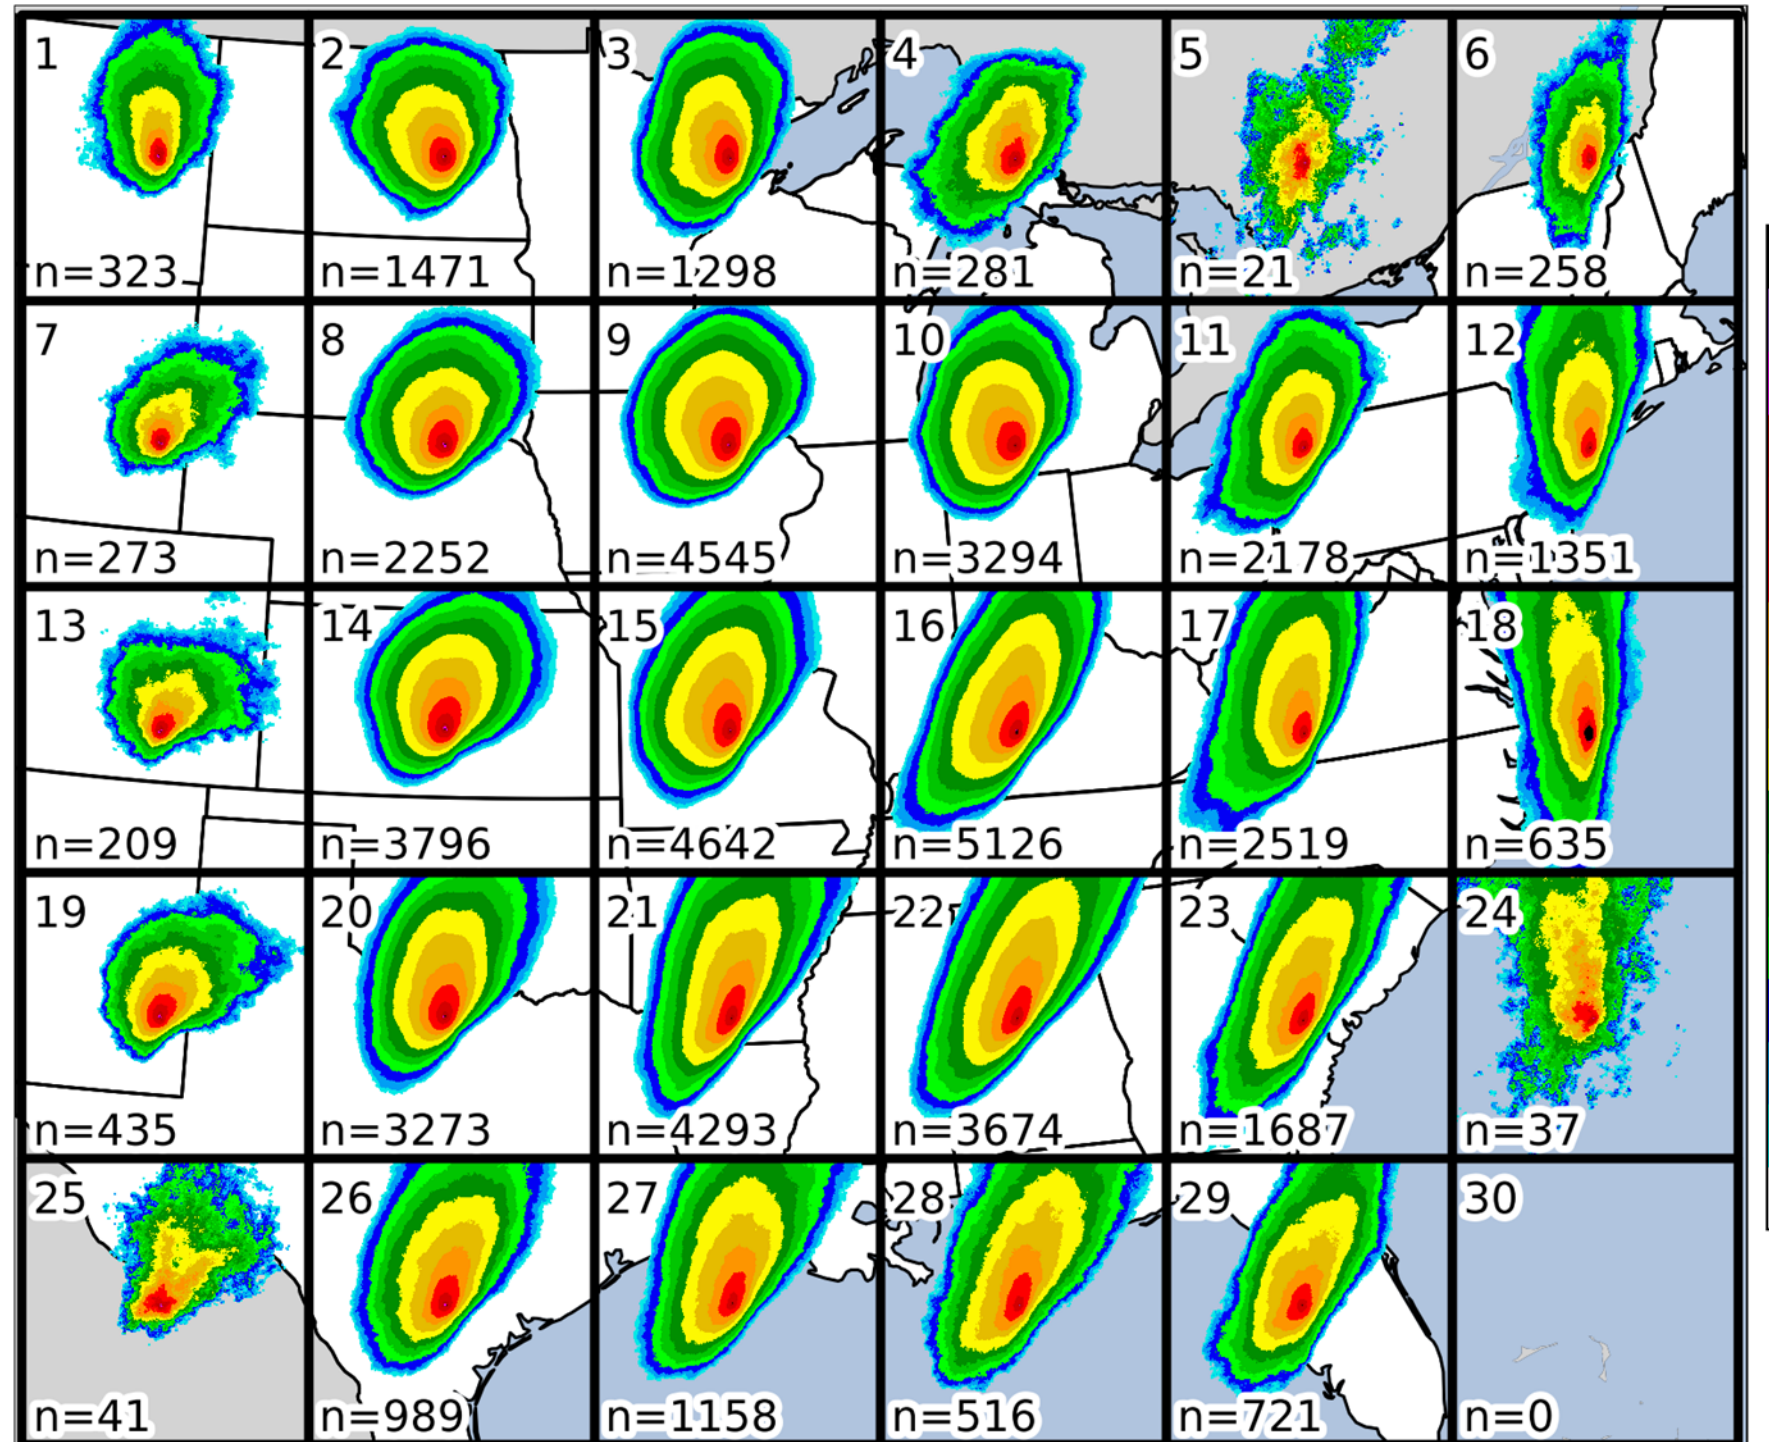 1 2 3 4 5 6
n=323 n=1471 n=1298 n=281 n=21 n=258
7 8 9 10 11 12
n=273 n=2252 n=4545 n=3294 n=2178 n=1351
13 14 15 16 17 18
n=209 n=3796 n=4642 n=5126 n=2519 n=635
19 20 21 22 23 24
n=435 n=3273 n=4293 n=3674 n=1687 n=37
25 26 27 28 29 30
n=41 n=989 n=1158 n=516 n=721 n=0